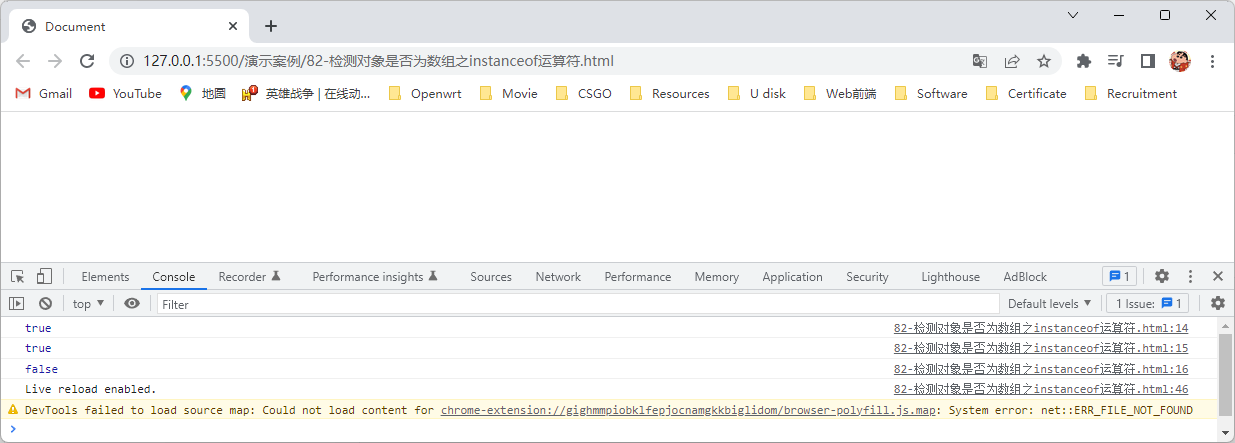 Document
127.0.0.1:5500/演示案例/82-检测对象是否为数组之instanceof运算符.html
Gmail YouTube 地图 英雄战争 | 在线动... Openwrt Movie CSGO Resources U disk Web前端 Software Certificate Recruitment
Elements Console Recorder Performance insights Sources Network Performance Memory Application Security Lighthouse AdBlock 1
top Filter Default levels 1 Issue: 1
true 82-检测对象是否为数组之instanceof运算符.html:14
true 82-检测对象是否为数组之instanceof运算符.html:15
false 82-检测对象是否为数组之instanceof运算符.html:16
Live reload enabled. 82-检测对象是否为数组之instanceof运算符.html:46
DevTools failed to load source map: Could not load content for chrome-extension://gighmmpiobklfepjocnamgkkbiglidom/browser-polyfill.js.map: System error: net::ERR_FILE_NOT_FOUND